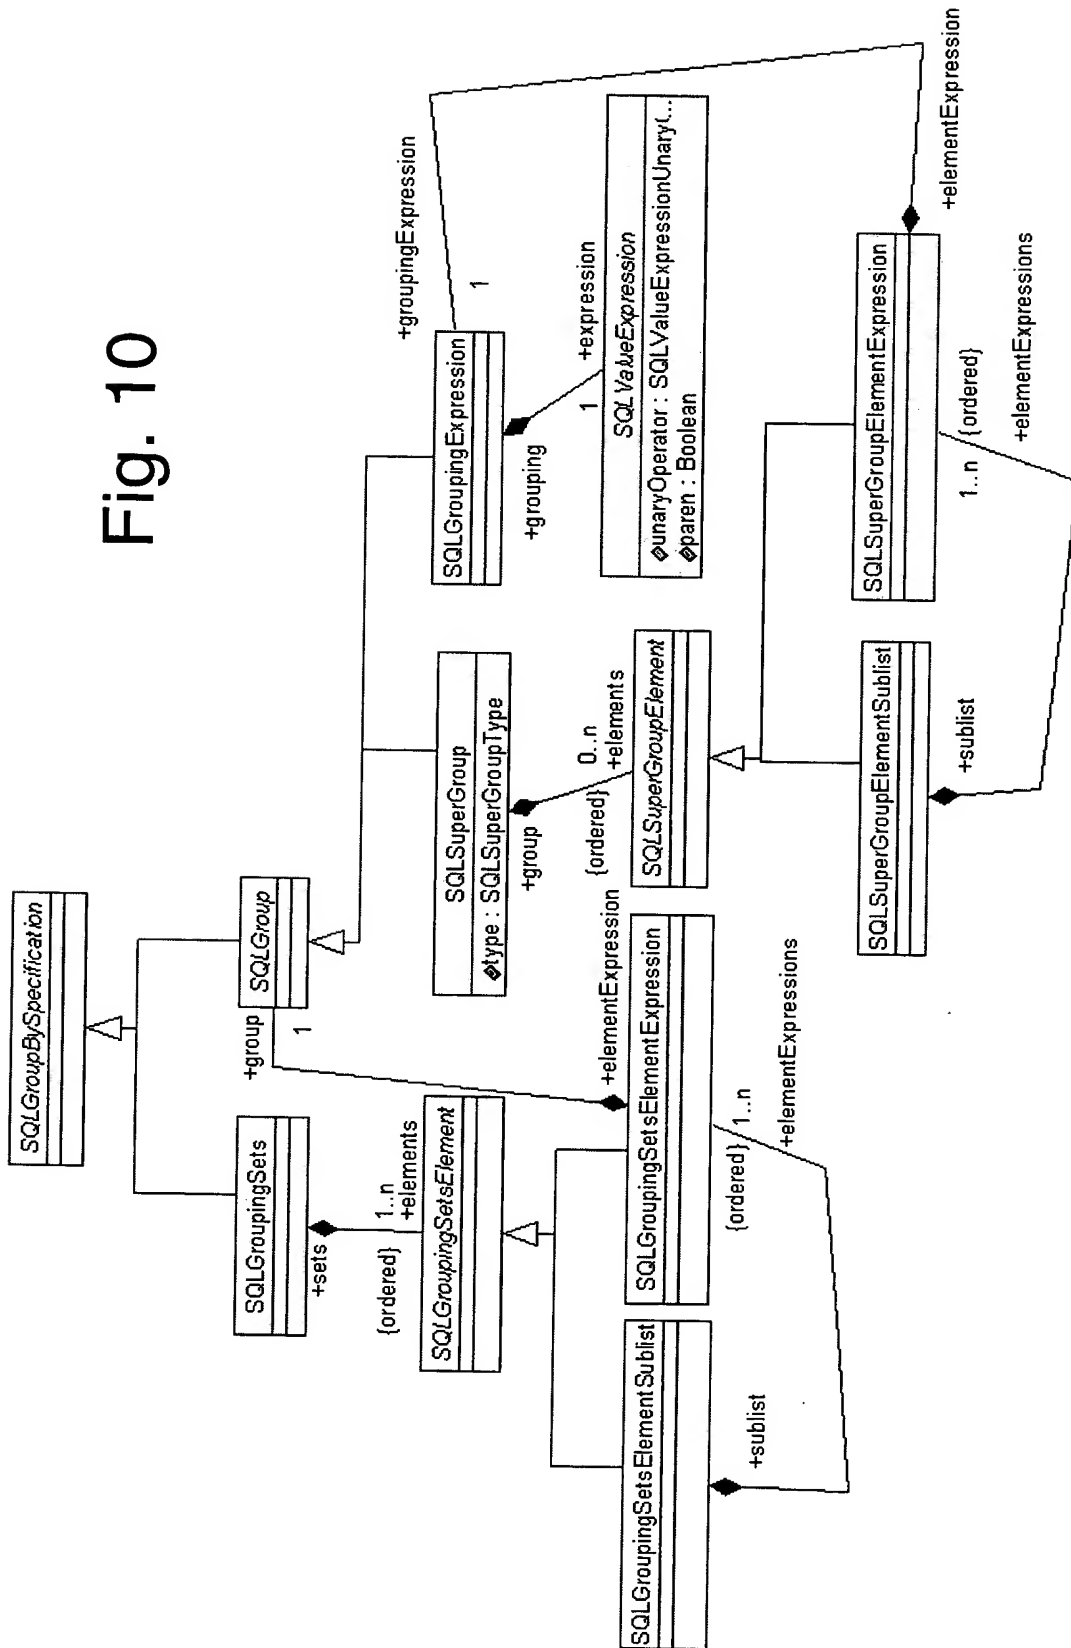 Fig. 10
SQLGroupBySpecification
SQLGroupingSets
+sets
SQLGroup
+group
1
{ordered}
1..n
+elements
SQLGroupingSetsElement
SQLSuperGroup
type : SQLSuperGroupType
+group
{ordered}
0..n
+elements
SQLSuperGroupElement
SQLGroupingExpression
+grouping
+groupingExpression
1
1
+expression
SQLValueExpression
unaryOperator : SQLValueExpressionUnary(...
paren : Boolean
SQLGroupingSetsElementSublist
+sublist
SQLGroupingSetsElementExpression
+elementExpression
{ordered}
1..n
+elementExpressions
SQLSuperGroupElementSublist
+sublist
SQLSuperGroupElementExpression
+elementExpression
1..n
{ordered}
+elementExpressions